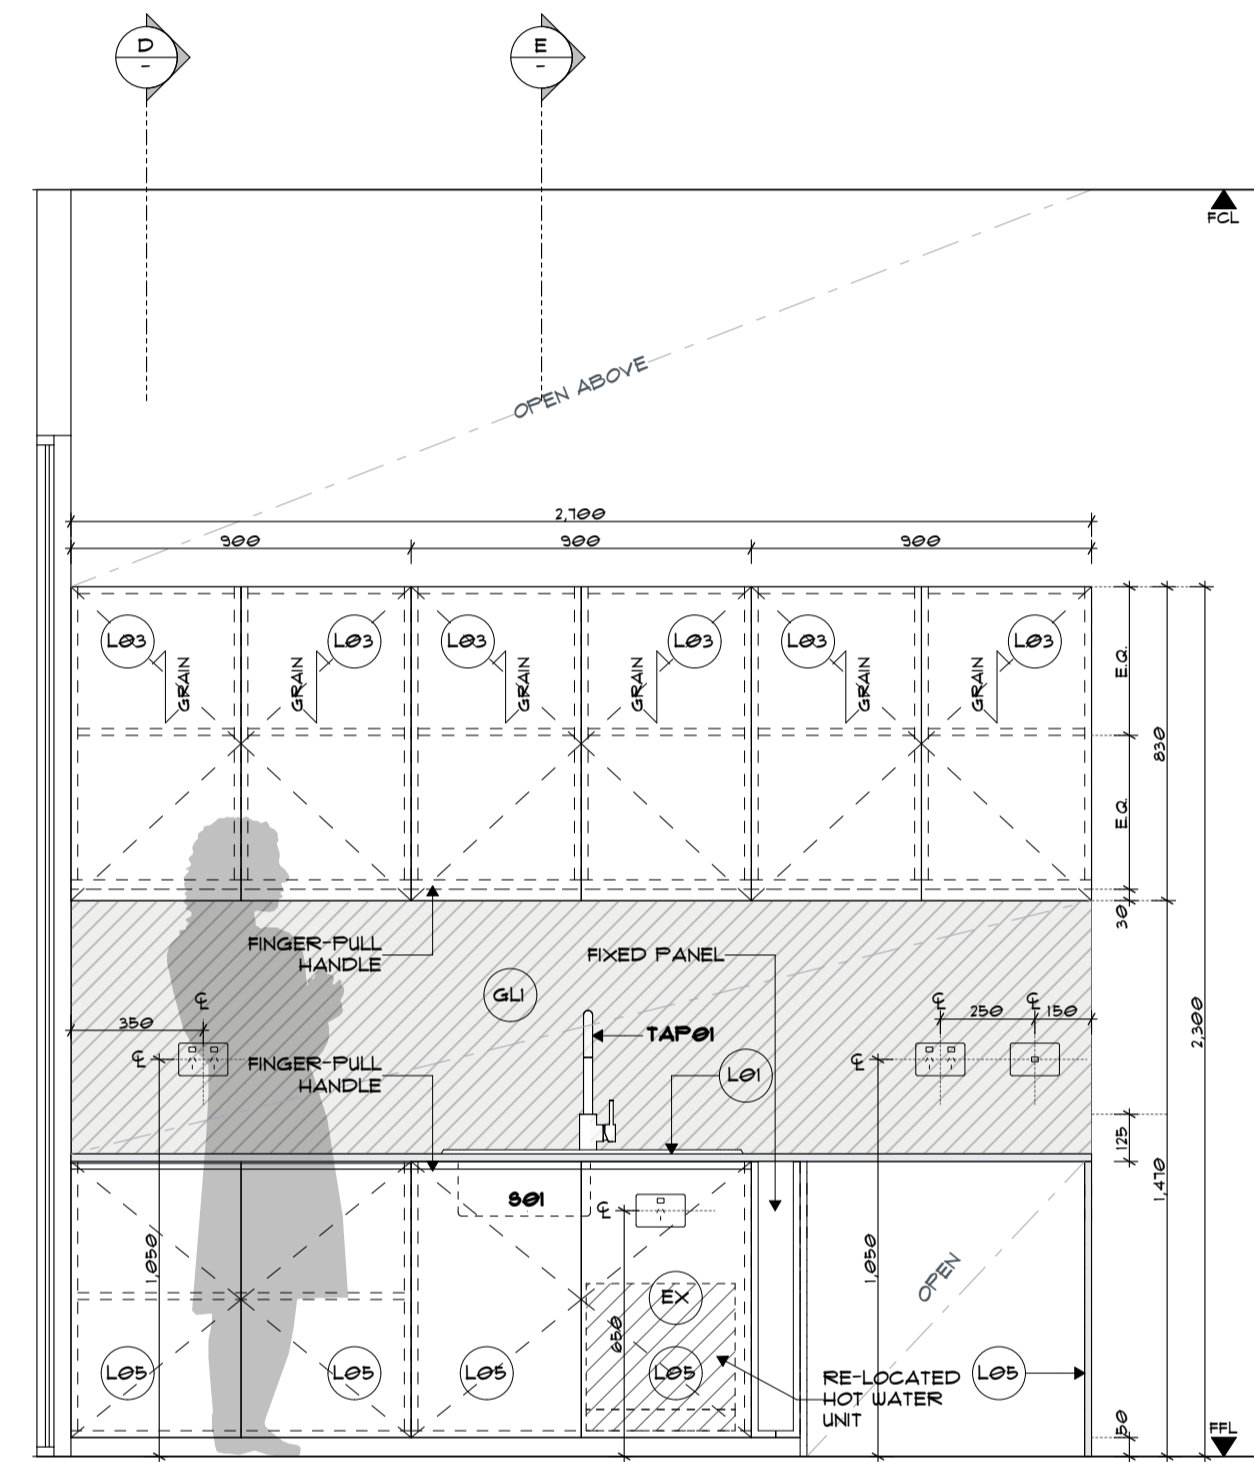 D
-
E
-
FCL
OPEN ABOVE
2,700
900
900
900
L03
L03
L03
L03
L03
L03
GRAIN
GRAIN
GRAIN
GRAIN
GRAIN
GRAIN
E.Q.
E.Q.
830
30
FINGER-PULL
HANDLE
FIXED PANEL
GL1
℄
350
℄
TAP01
℄
℄
250
150
℄
2,300
FINGER-PULL
HANDLE
L01
125
1,470
S01
℄
1,050
1,050
OPEN
EX
650
L05
L05
L05
L05
RE-LOCATED
HOT WATER
UNIT
L05
50
FFL